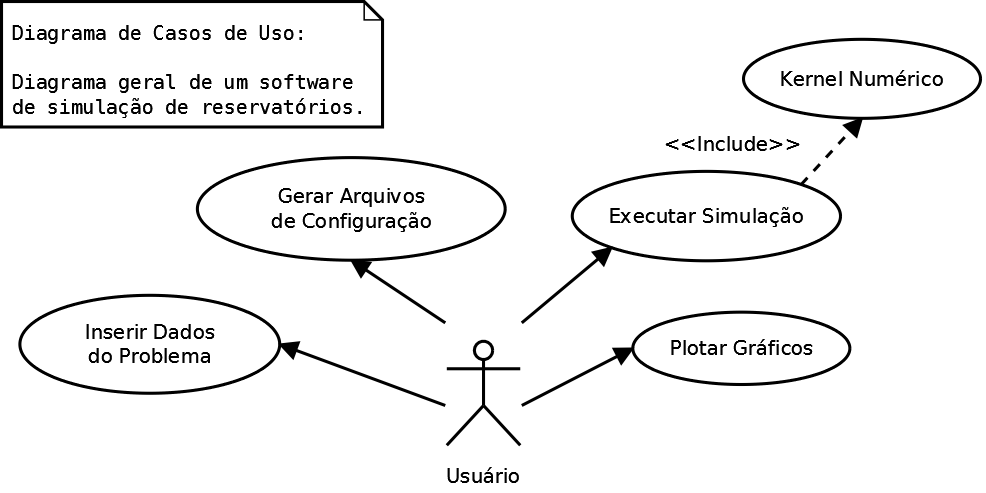 Diagrama de Casos de Uso:
Diagrama geral de um software
de simulação de reservatórios.
Kernel Numérico
<<Include>>
Gerar Arquivos
de Configuração
Executar Simulação
Inserir Dados
do Problema
Plotar Gráficos
Usuário